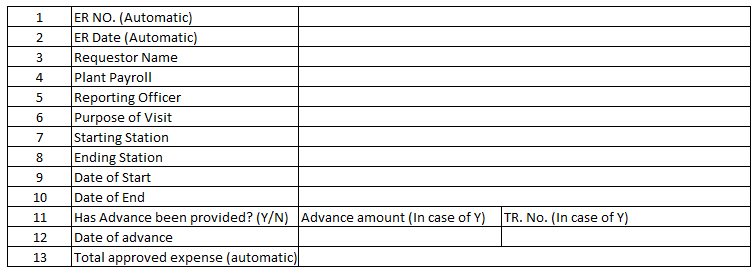 1 ER NO. (Automatic)
2 ER Date (Automatic)
3 Requestor Name
4 Plant Payroll
5 Reporting Officer
6 Purpose of Visit
7 Starting Station
8 Ending Station
9 Date of Start
10 Date of End
11 Has Advance been provided? (Y/N) Advance amount (In case of Y) TR. No. (In case of Y)
12 Date of advance
13 Total approved expense (automatic)